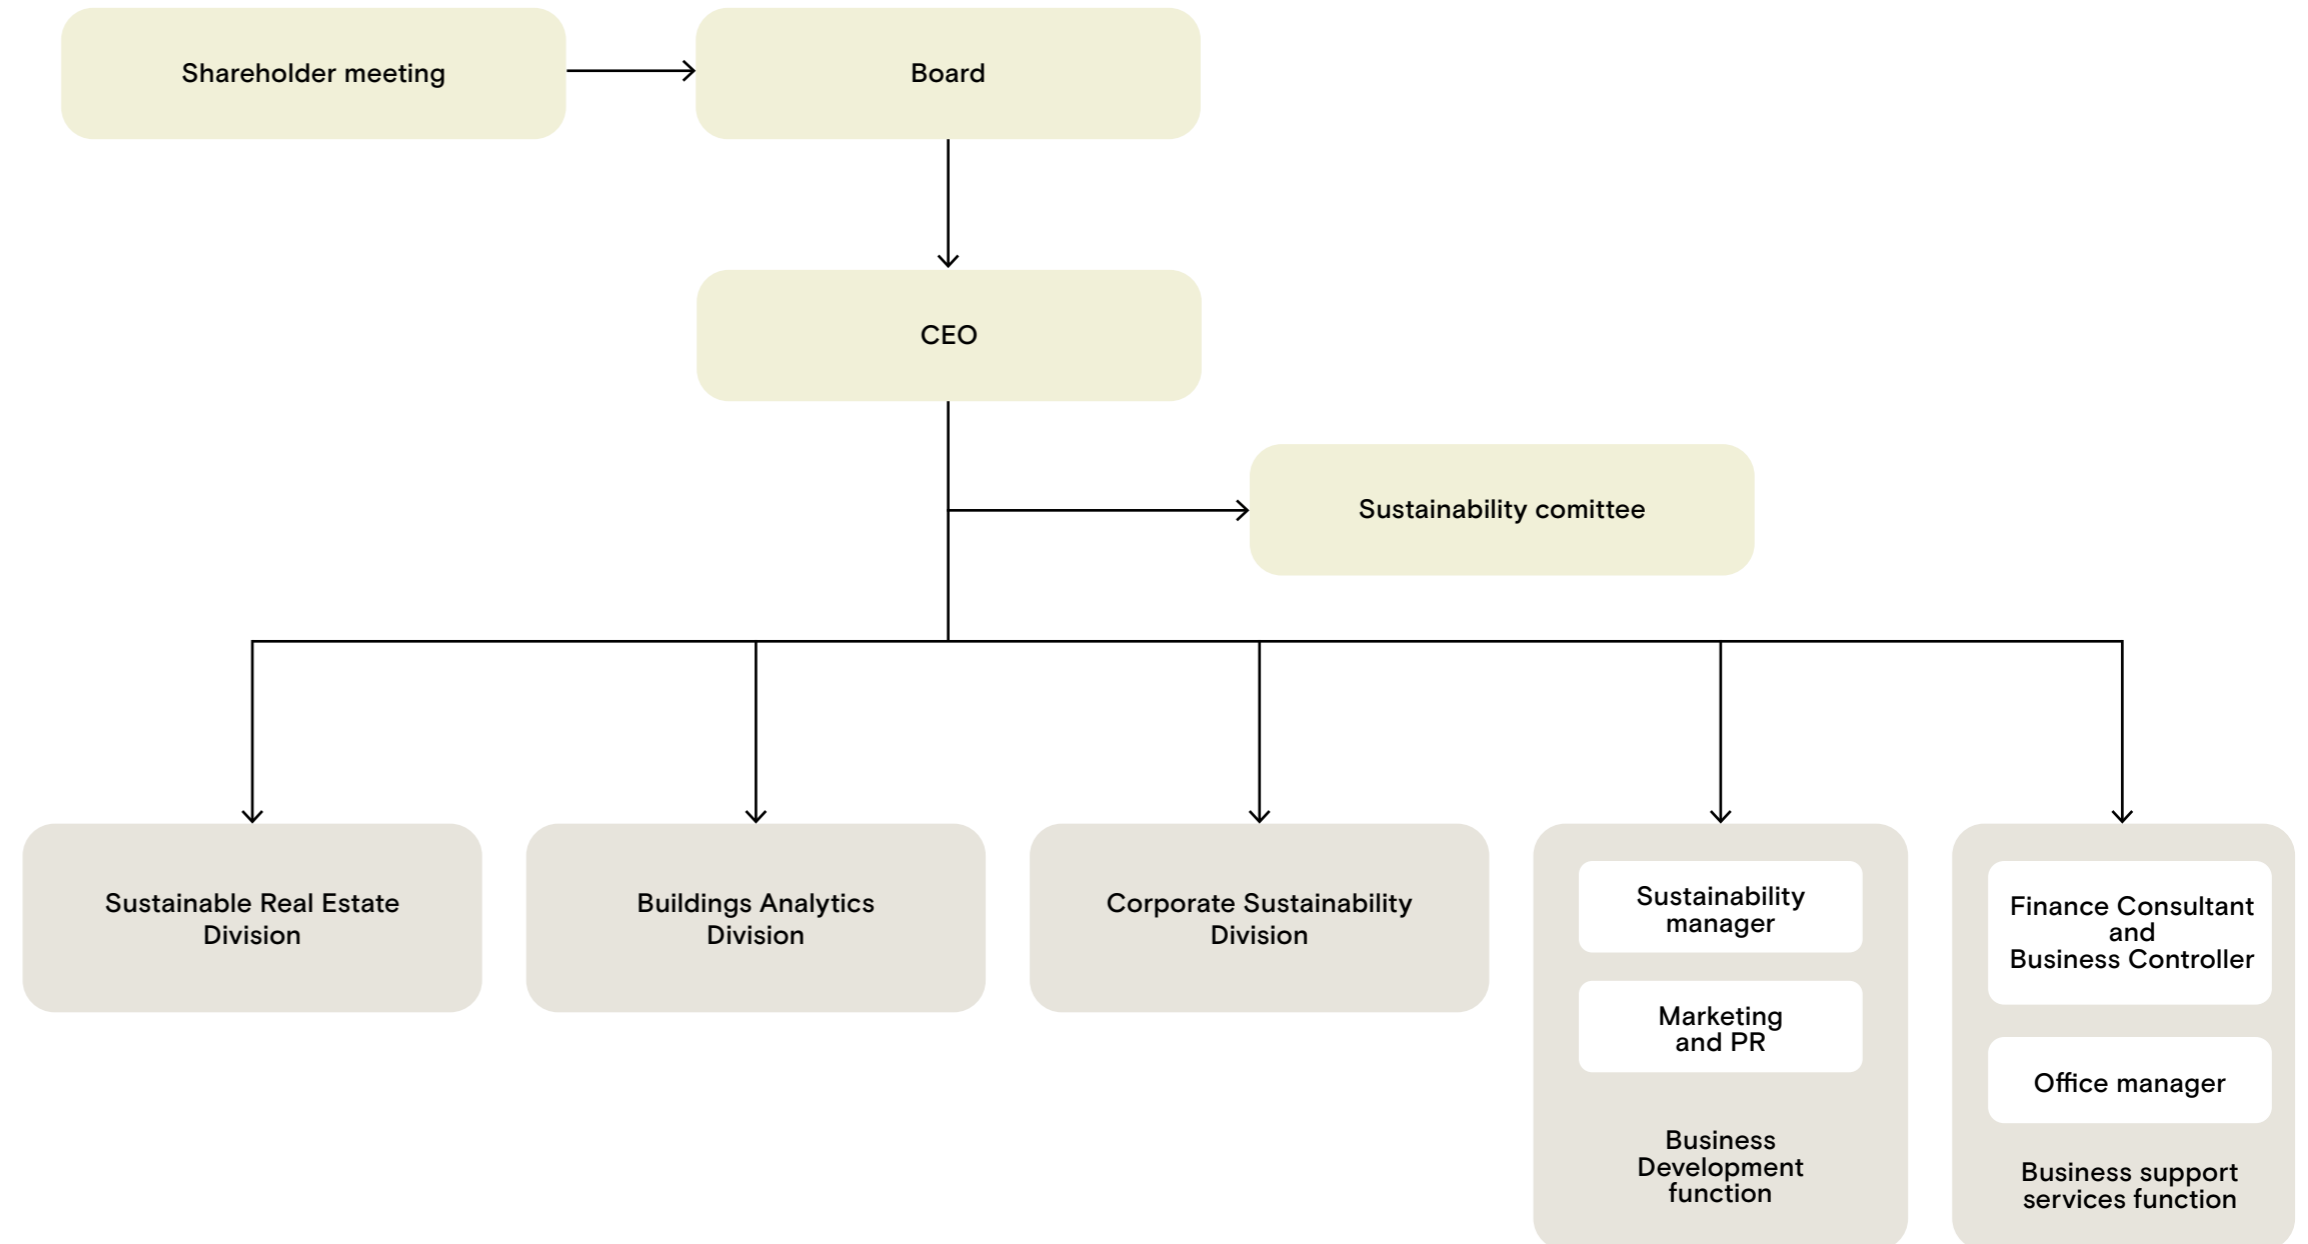 Shareholder meeting
Board
CEO
Sustainability comittee
Sustainable Real Estate
Division
Buildings Analytics
Division
Corporate Sustainability
Division
Sustainability
manager
Marketing
and PR
Business
Development
function
Finance Consultant
and
Business Controller
Office manager
Business support
services function